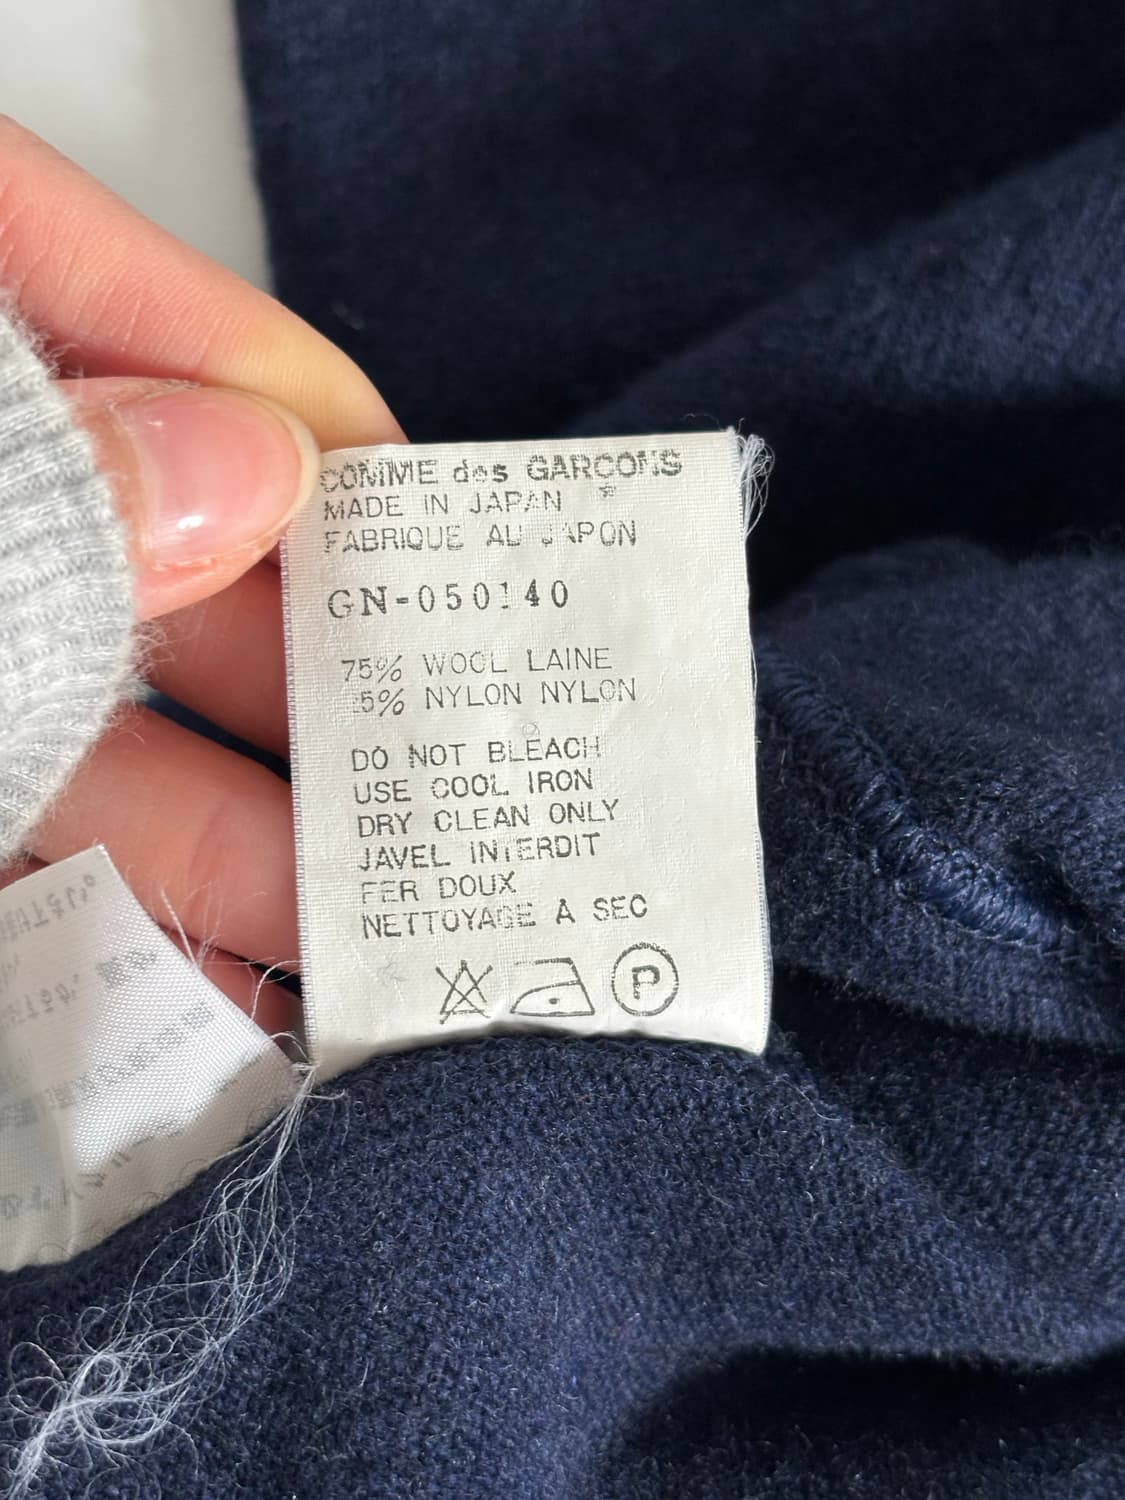 COMME des GARCONS
MADE IN JAPAN
FABRIQUE AU JAPON
GN-050140
75% WOOL LAINE
5% NYLON NYLON
DO NOT BLEACH
USE COOL IRON
DRY CLEAN ONLY
JAVEL INTERDIT
FER DOUX
NETTOYAGE À SEC
P